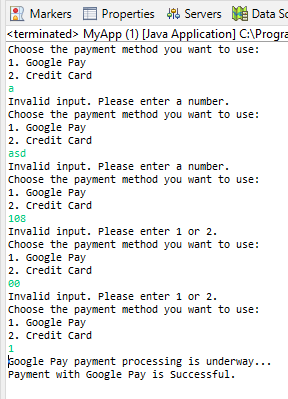 Markers Properties Servers Data So
<terminated> MyApp (1) [Java Application] C:\Progra
Choose the payment method you want to use:
1. Google Pay
2. Credit Card
a
Invalid input. Please enter a number.
Choose the payment method you want to use:
1. Google Pay
2. Credit Card
asd
Invalid input. Please enter a number.
Choose the payment method you want to use:
1. Google Pay
2. Credit Card
108
Invalid input. Please enter 1 or 2.
Choose the payment method you want to use:
1. Google Pay
2. Credit Card
00
Invalid input. Please enter 1 or 2.
Choose the payment method you want to use:
1. Google Pay
2. Credit Card
1
Google Pay payment processing is underway...
Payment with Google Pay is Successful.